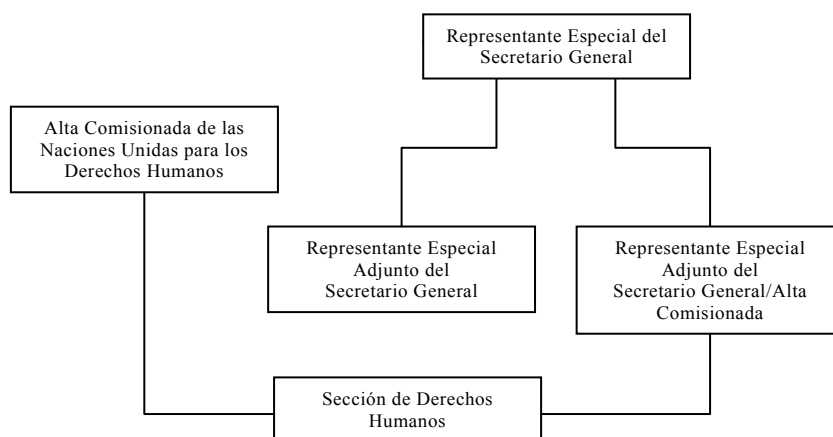 Representante Especial del
Secretario General
Alta Comisionada de las
Naciones Unidas para los
Derechos Humanos
Representante Especial
Adjunto del
Secretario General
Representante Especial
Adjunto del
Secretario General/Alta
Comisionada
Sección de Derechos
Humanos